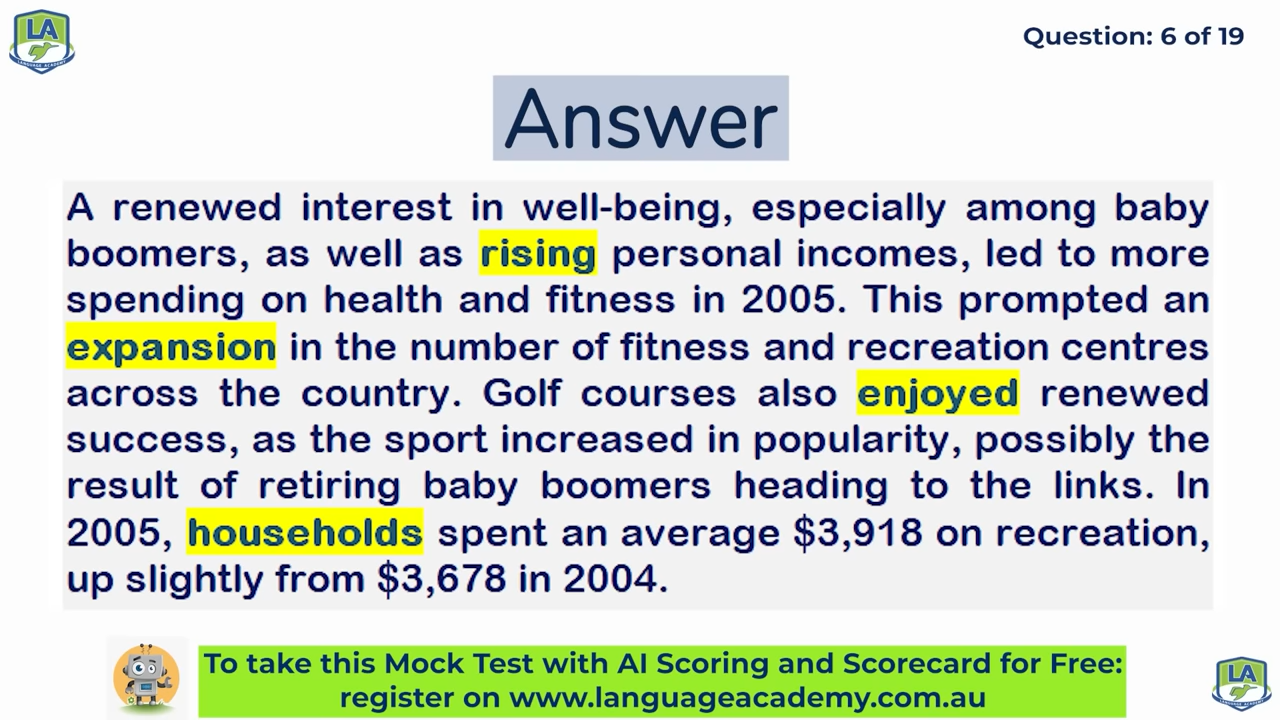 LA
LANGUAGE ACADEMY
Question: 6 of 19
Answer
A renewed interest in well-being, especially among baby
boomers, as well as rising personal incomes, led to more
spending on health and fitness in 2005. This prompted an
expansion in the number of fitness and recreation centres
across the country. Golf courses also enjoyed renewed
success, as the sport increased in popularity, possibly the
result of retiring baby boomers heading to the links. In
2005, households spent an average $3,918 on recreation,
up slightly from $3,678 in 2004.
To take this Mock Test with AI Scoring and Scorecard for Free:
register on www.languageacademy.com.au
LA
LANGUAGE ACADEMY